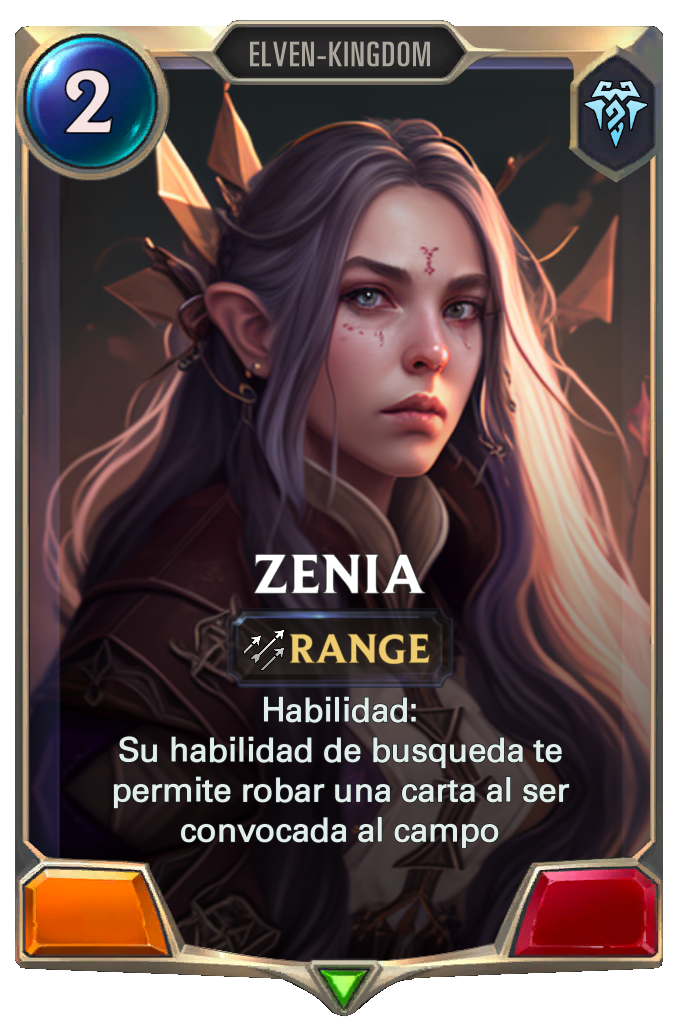 ELVEN-KINGDOM
2
ZENIA
RANGE
Habilidad:
Su habilidad de busqueda te
permite robar una carta al ser
convocada al campo